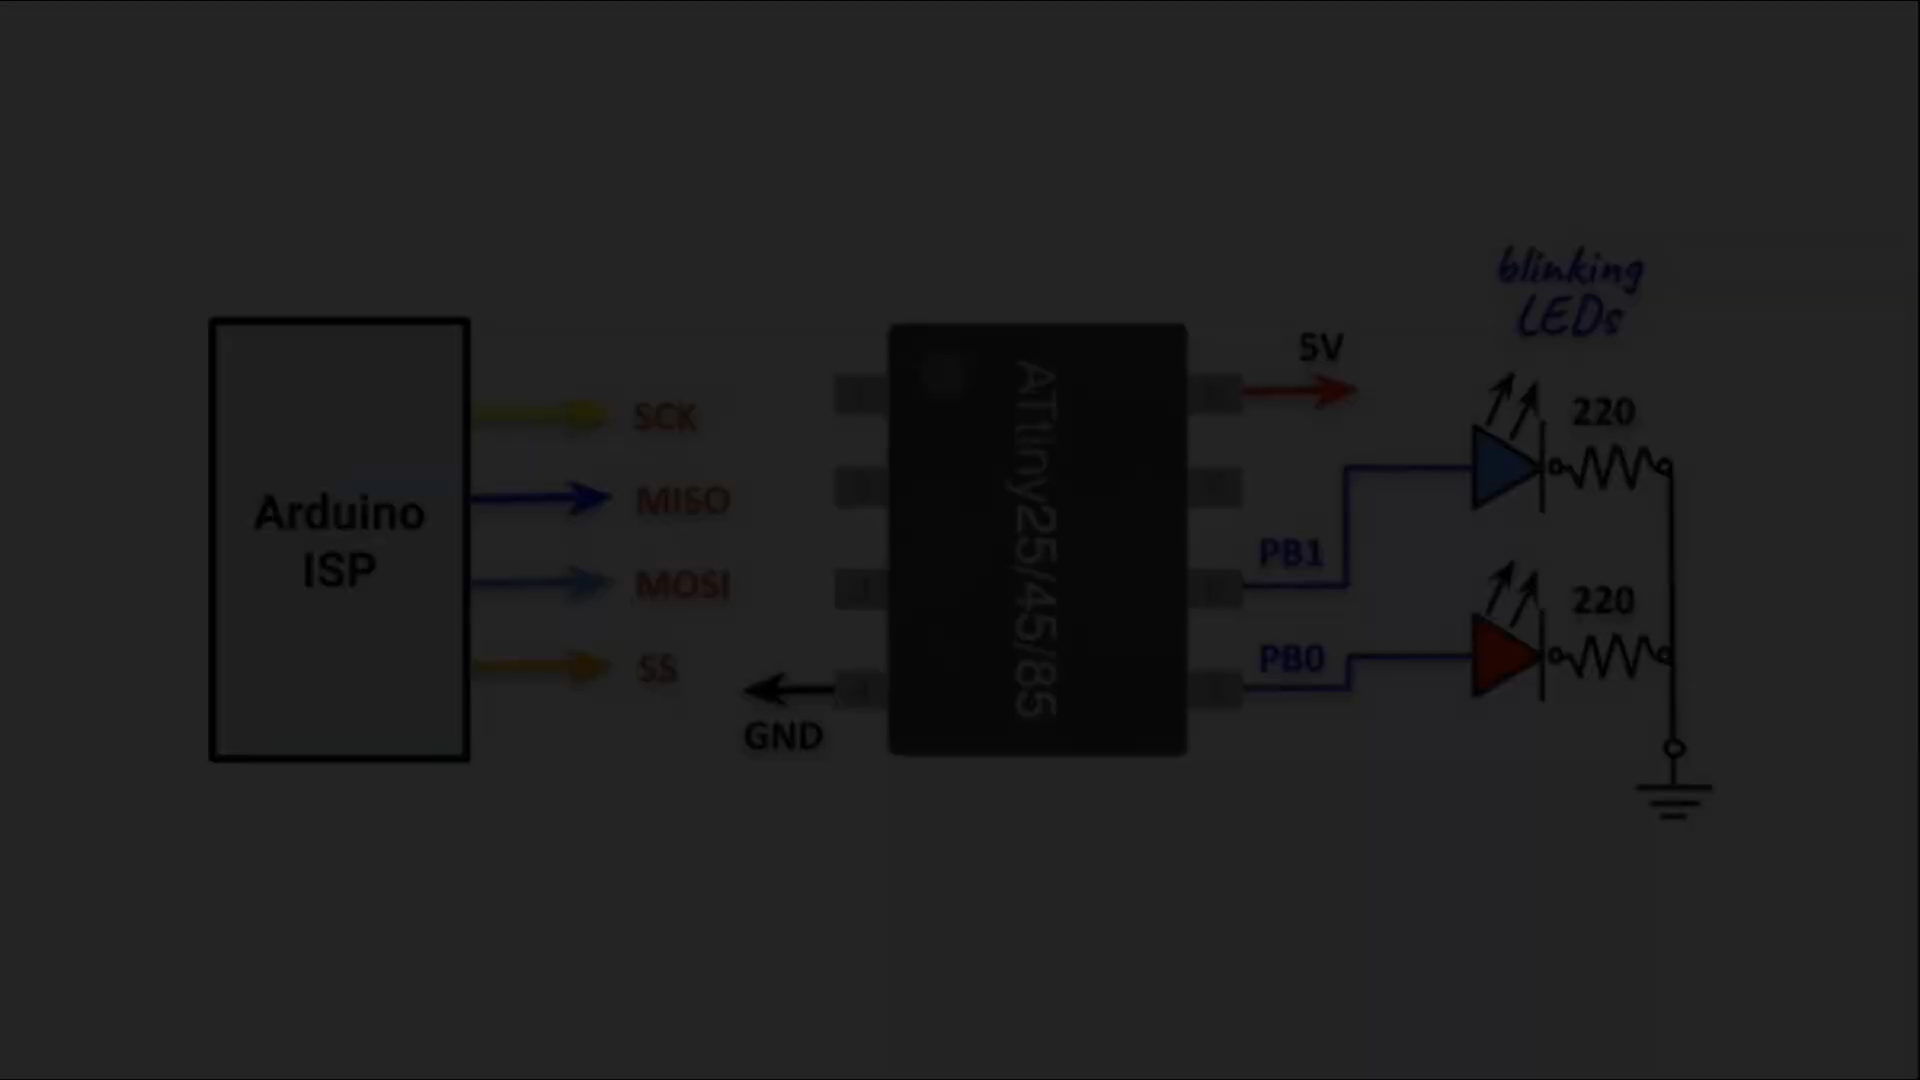 blinking
LEDs
5V
220
SCK
MISO
Arduino
ISP
PB1
MOSI
220
PB0
SS
GND
ATtiny25/45/85